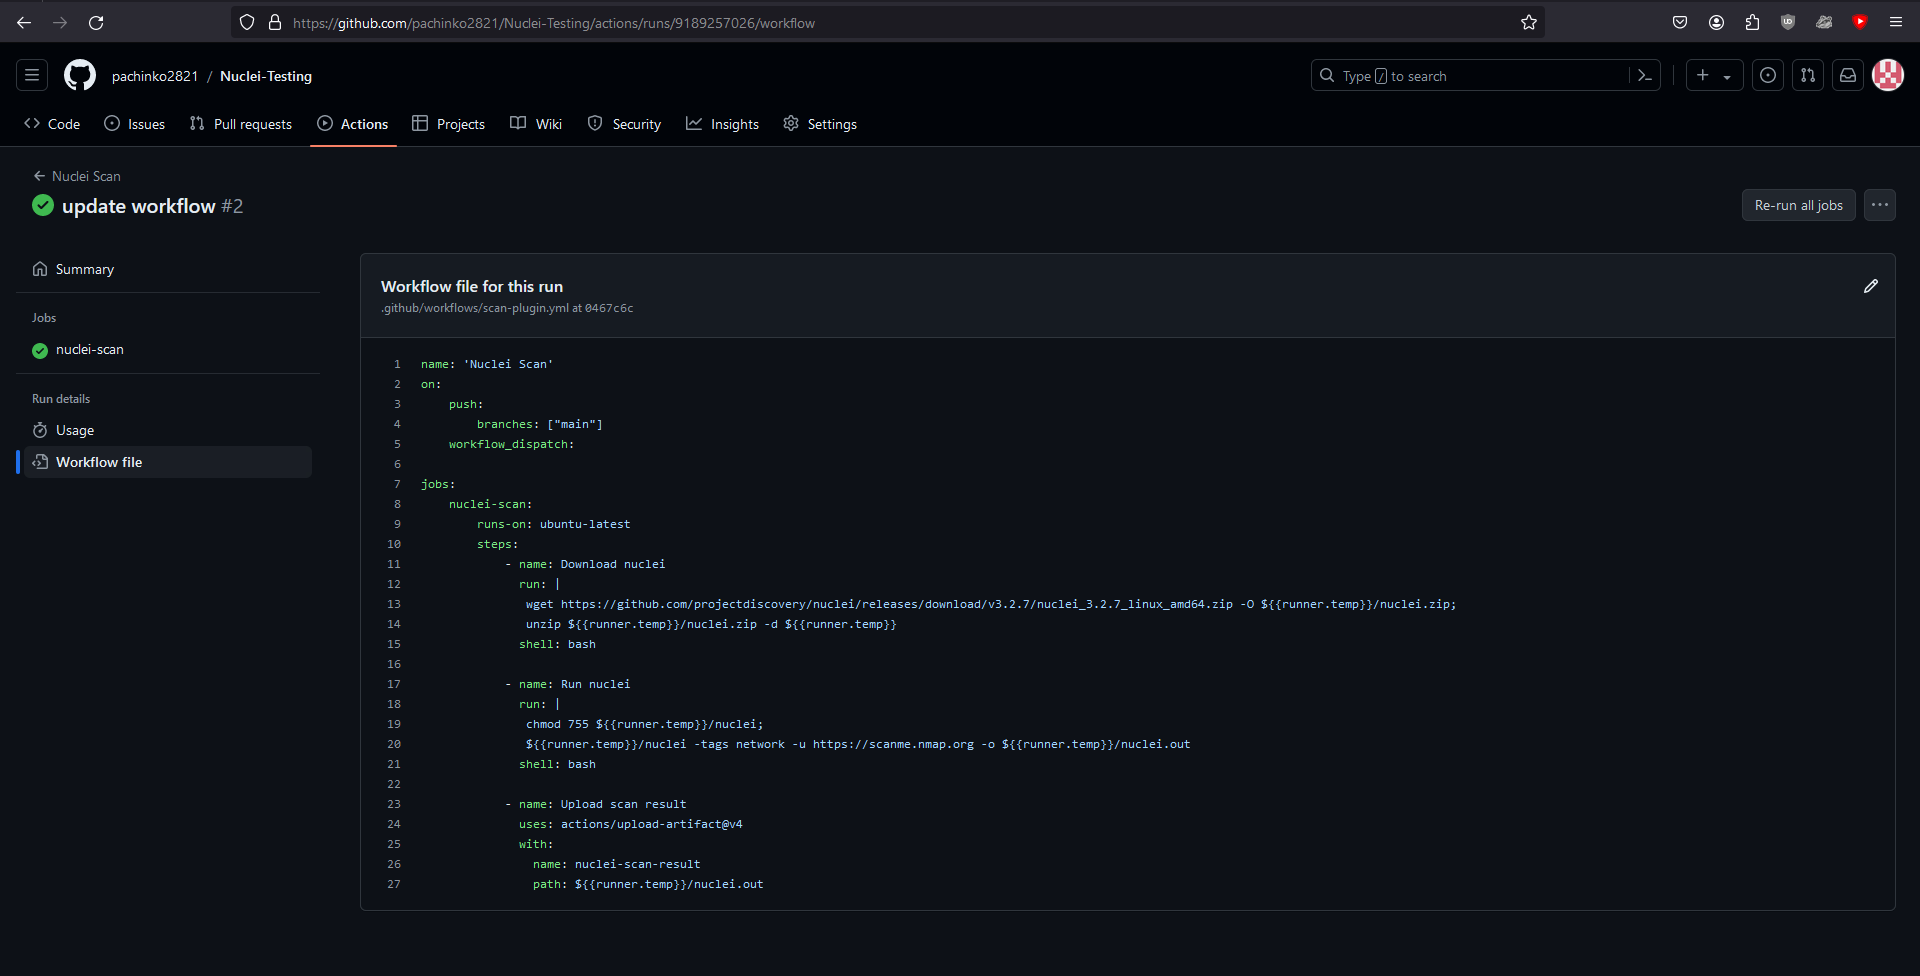 https://github.com/pachinko2821/Nuclei-Testing/actions/runs/9189257026/workflow
pachinko2821 / Nuclei-Testing
Type / to search
Code Issues Pull requests Actions Projects Wiki Security Insights Settings
Nuclei Scan
update workflow #2
Re-run all jobs
Summary
Jobs
nuclei-scan
Run details
Usage
Workflow file
Workflow file for this run
.github/workflows/scan-plugin.yml at 0467c6c
1 name: 'Nuclei Scan'
2 on:
3 push:
4 branches: ["main"]
5 workflow_dispatch:
6
7 jobs:
8 nuclei-scan:
9 runs-on: ubuntu-latest
10 steps:
11 - name: Download nuclei
12 run: |
13 wget https://github.com/projectdiscovery/nuclei/releases/download/v3.2.7/nuclei_3.2.7_linux_amd64.zip -O ${{runner.temp}}/nuclei.zip;
14 unzip ${{runner.temp}}/nuclei.zip -d ${{runner.temp}}
15 shell: bash
16
17 - name: Run nuclei
18 run: |
19 chmod 755 ${{runner.temp}}/nuclei;
20 ${{runner.temp}}/nuclei -tags network -u https://scanme.nmap.org -o ${{runner.temp}}/nuclei.out
21 shell: bash
22
23 - name: Upload scan result
24 uses: actions/upload-artifact@v4
25 with:
26 name: nuclei-scan-result
27 path: ${{runner.temp}}/nuclei.out